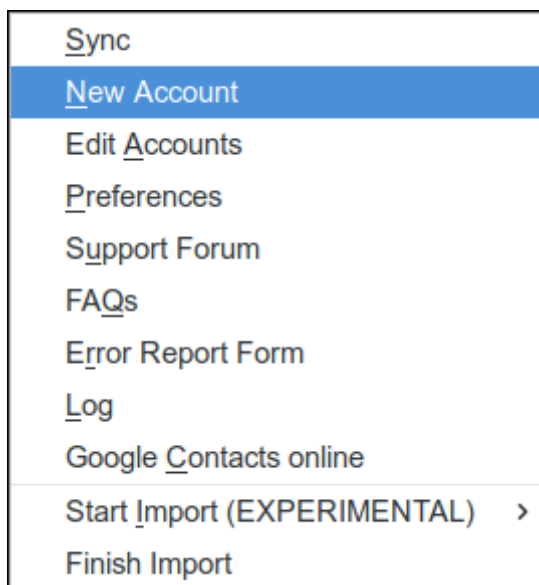 Sync
New Account
Edit Accounts
Preferences
Support Forum
FAQs
Error Report Form
Log
Google Contacts online
Start Import (EXPERIMENTAL)
Finish Import